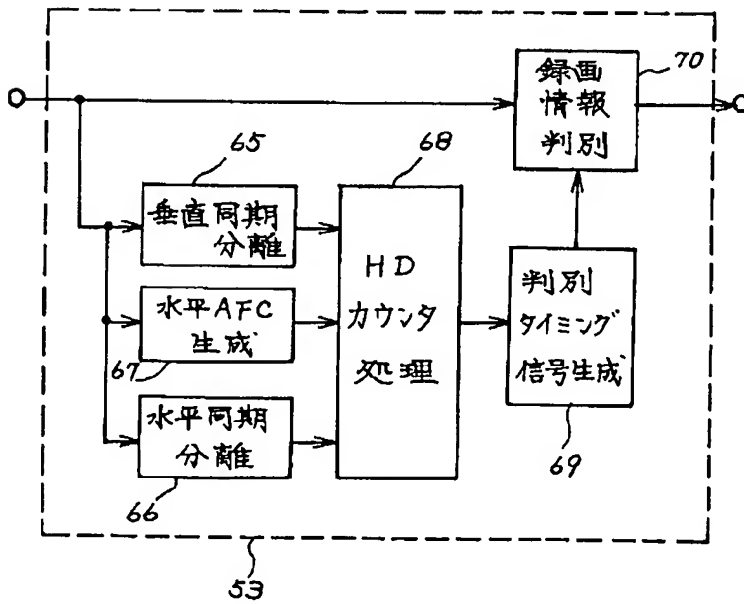 録画
情報
判別
70
65
垂直同期
分離
68
HD
カウンタ
処理
水平AFC
生成
67
判別
タイミング
信号生成
69
水平同期
分離
66
53